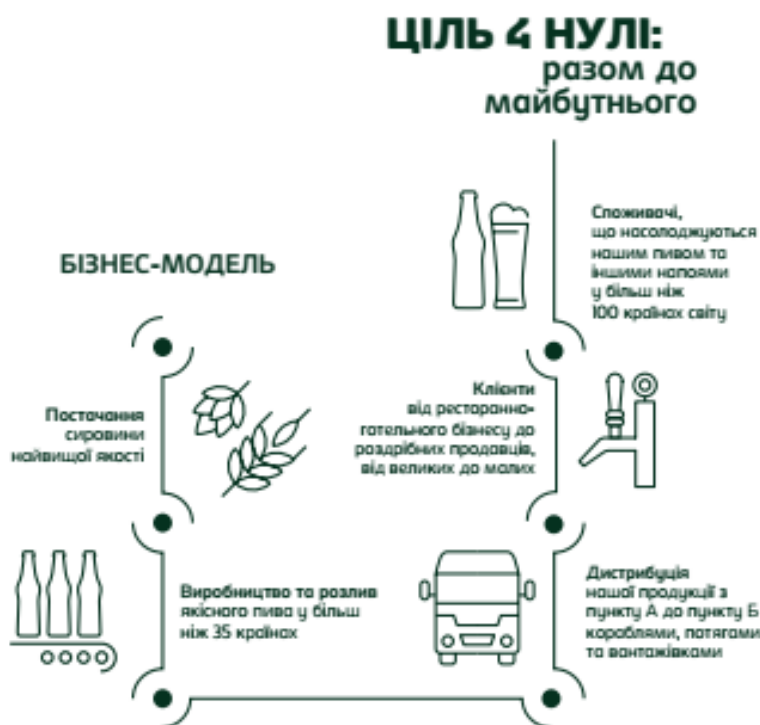 ЦІЛЬ 4 НУЛІ:
разом до
майбутнього
БІЗНЕС-МОДЕЛЬ
Постачання
сировини
найвищої якості
Виробництво та розлив
якісного пива у більш
ніж 35 країнах
Дистрибуція
нашої продукції з
пункту А до пункту Б
кораблями, потягами
та вантажівками
Клієнти
від ресторанно-
готельного бізнесу до
роздрібних продавців,
від великих до малих
Споживачі,
що насолоджуються
нашим пивом та
іншими напоями
у більш ніж
100 країнах світу